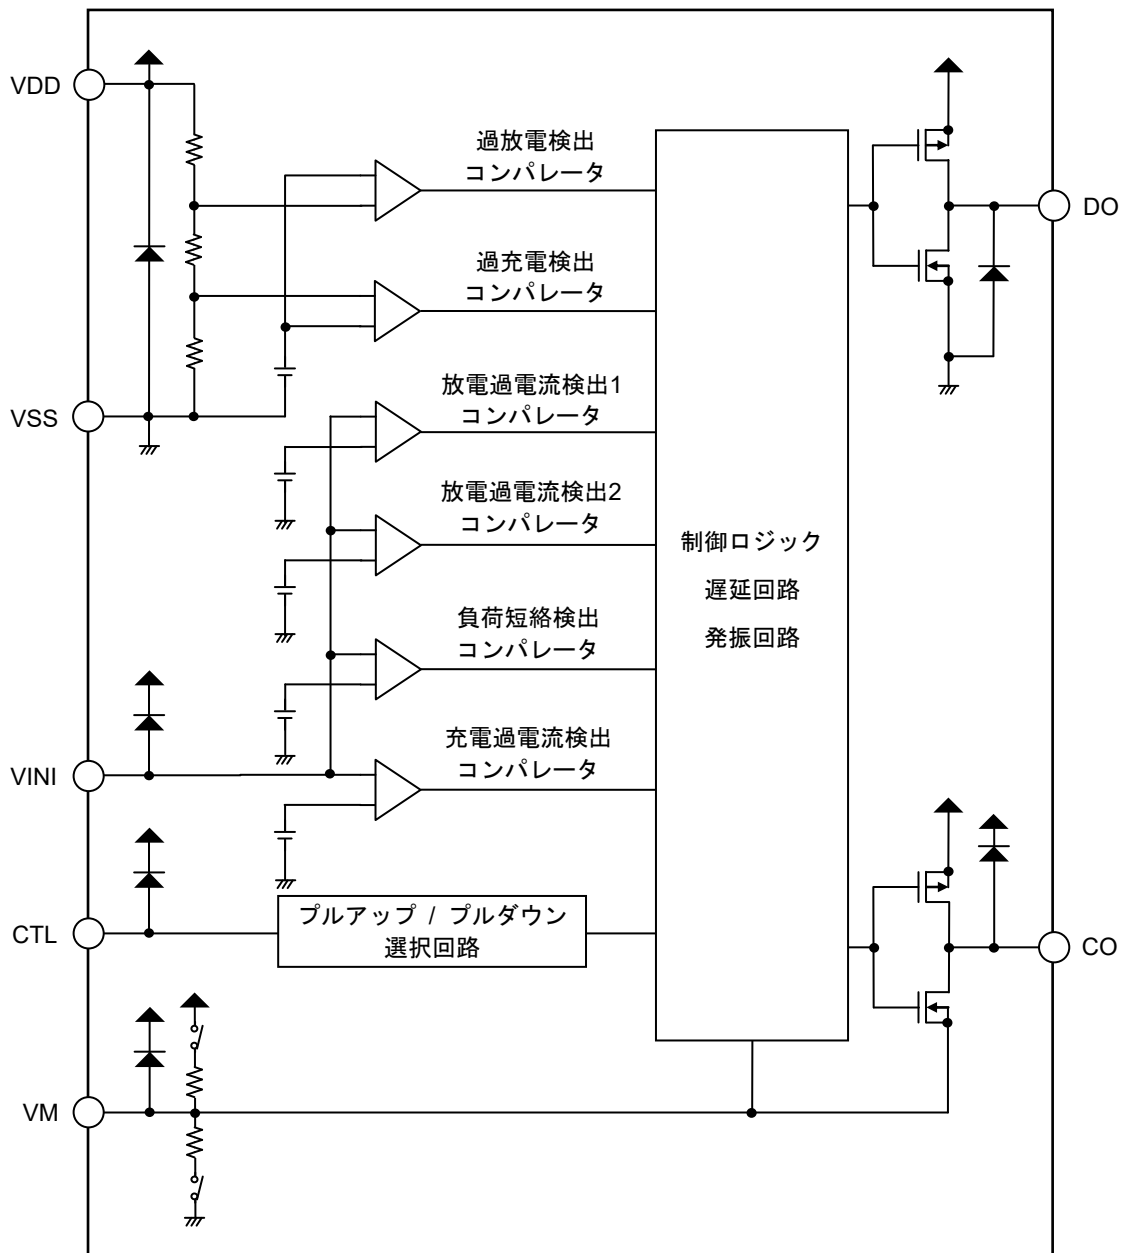 VDD
過放電検出
コンパレータ
DO
過充電検出
コンパレータ
放電過電流検出1
コンパレータ
VSS
放電過電流検出2
コンパレータ
制御ロジック
遅延回路
発振回路
負荷短絡検出
コンパレータ
充電過電流検出
コンパレータ
VINI
プルアップ / プルダウン
選択回路
CTL
CO
VM